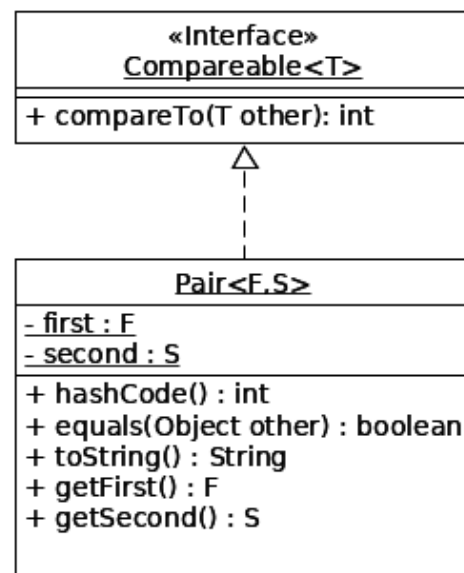 «Interface»
Compareable<T>
+ compareTo(T other): int
Pair<F,S>
- first : F
- second : S
+ hashCode() : int
+ equals(Object other) : boolean
+ toString() : String
+ getFirst() : F
+ getSecond() : S